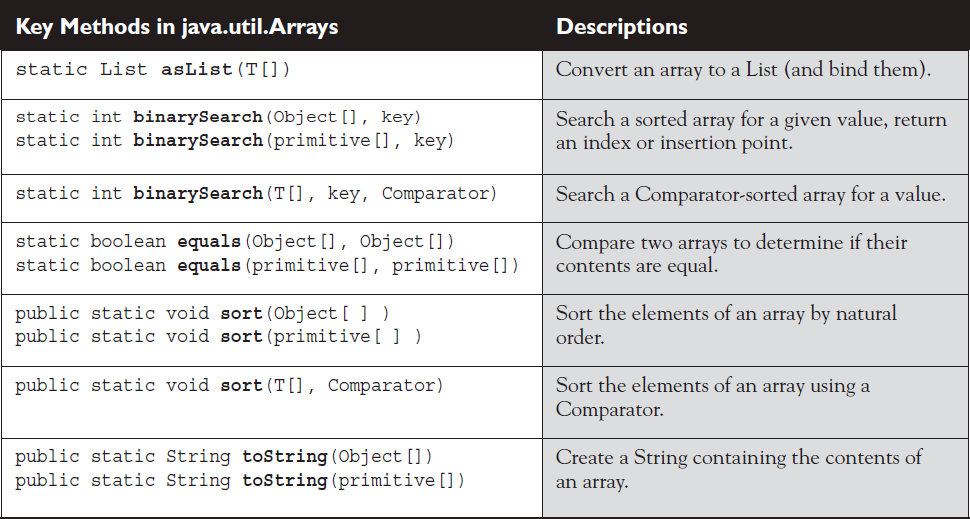 Key Methods in java.util.Arrays Descriptions
static List asList(T[]) Convert an array to a List (and bind them).
static int binarySearch(Object[], key)
static int binarySearch(primitive[], key)
Search a sorted array for a given value, return
an index or insertion point.
static int binarySearch(T[], key, Comparator) Search a Comparator-sorted array for a value.
static boolean equals(Object[], Object[])
static boolean equals(primitive[], primitive[])
Compare two arrays to determine if their
contents are equal.
public static void sort(Object[ ] )
public static void sort(primitive[ ] )
Sort the elements of an array by natural
order.
public static void sort(T[], Comparator)
Sort the elements of an array using a
Comparator.
public static String toString(Object[])
public static String toString(primitive[])
Create a String containing the contents of
an array.